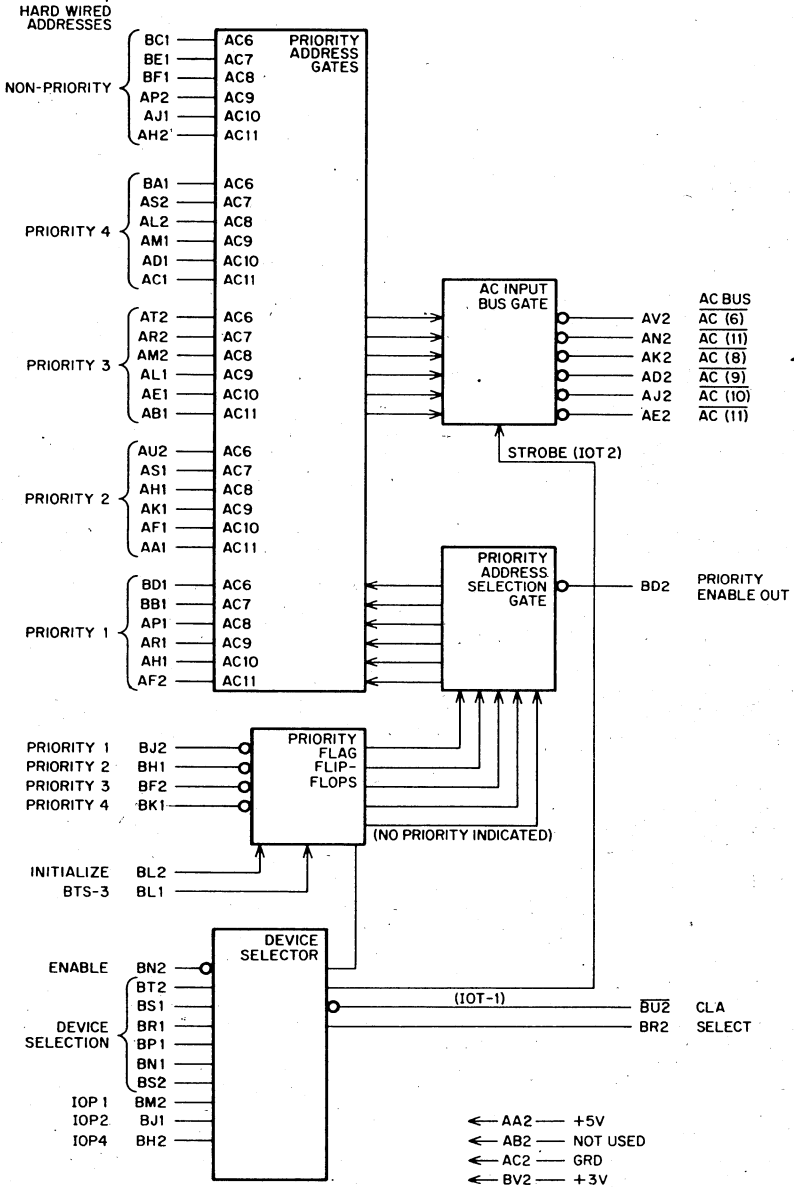 HARD WIRED
ADDRESSES
NON-PRIORITY
BC1 AC6
BE1 AC7
BF1 AC8
AP2 AC9
AJ1 AC10
AH2 AC11
PRIORITY
ADDRESS
GATES
PRIORITY 4
BA1 AC6
AS2 AC7
AL2 AC8
AM1 AC9
AD1 AC10
AC1 AC11
PRIORITY 3
AT2 AC6
AR2 AC7
AM2 AC8
AL1 AC9
AE1 AC10
AB1 AC11
AC INPUT
BUS GATE
AC BUS
AV2 AC (6)
AN2 AC (11)
AK2 AC (8)
AD2 AC (9)
AJ2 AC (10)
AE2 AC (11)
STROBE (IOT 2)
PRIORITY 2
AU2 AC6
AS1 AC7
AH1 AC8
AK1 AC9
AF1 AC10
AA1 AC11
PRIORITY 1
BD1 AC6
BB1 AC7
AP1 AC8
AR1 AC9
AH1 AC10
AF2 AC11
PRIORITY
ADDRESS
SELECTION
GATE
BD2 PRIORITY
ENABLE OUT
PRIORITY 1 BJ2
PRIORITY 2 BH1
PRIORITY 3 BF2
PRIORITY 4 BK1
PRIORITY
FLAG
FLIP-
FLOPS
(NO PRIORITY INDICATED)
INITIALIZE BL2
BTS-3 BL1
DEVICE
SELECTOR
ENABLE BN2
DEVICE
SELECTION
BT2
BS1
BR1
BP1
BN1
BS2
IOP 1 BM2
IOP2 BJ1
IOP4 BH2
(IOT-1)
BU2 CLA
BR2 SELECT
AA2 +5V
AB2 NOT USED
AC2 GRD
BV2 +3V